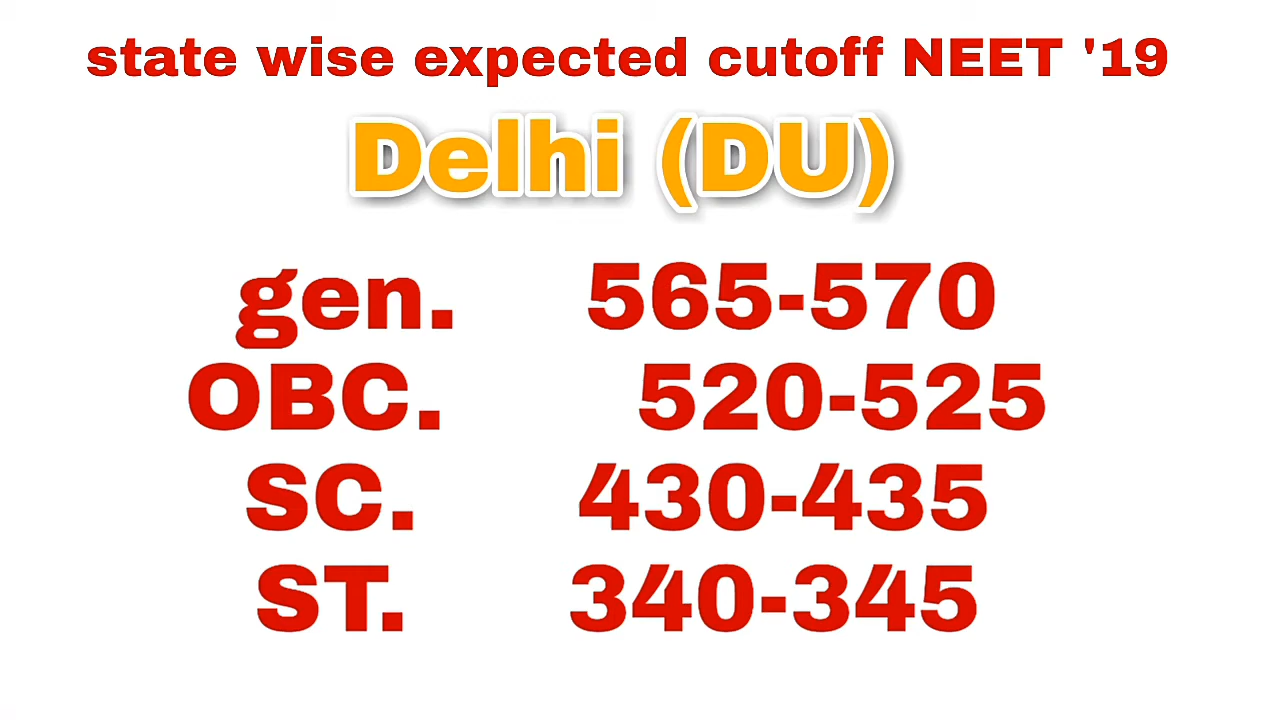 state wise expected cutoff NEET '19
Delhi (DU)
gen. 565-570
OBC. 520-525
SC. 430-435
ST. 340-345